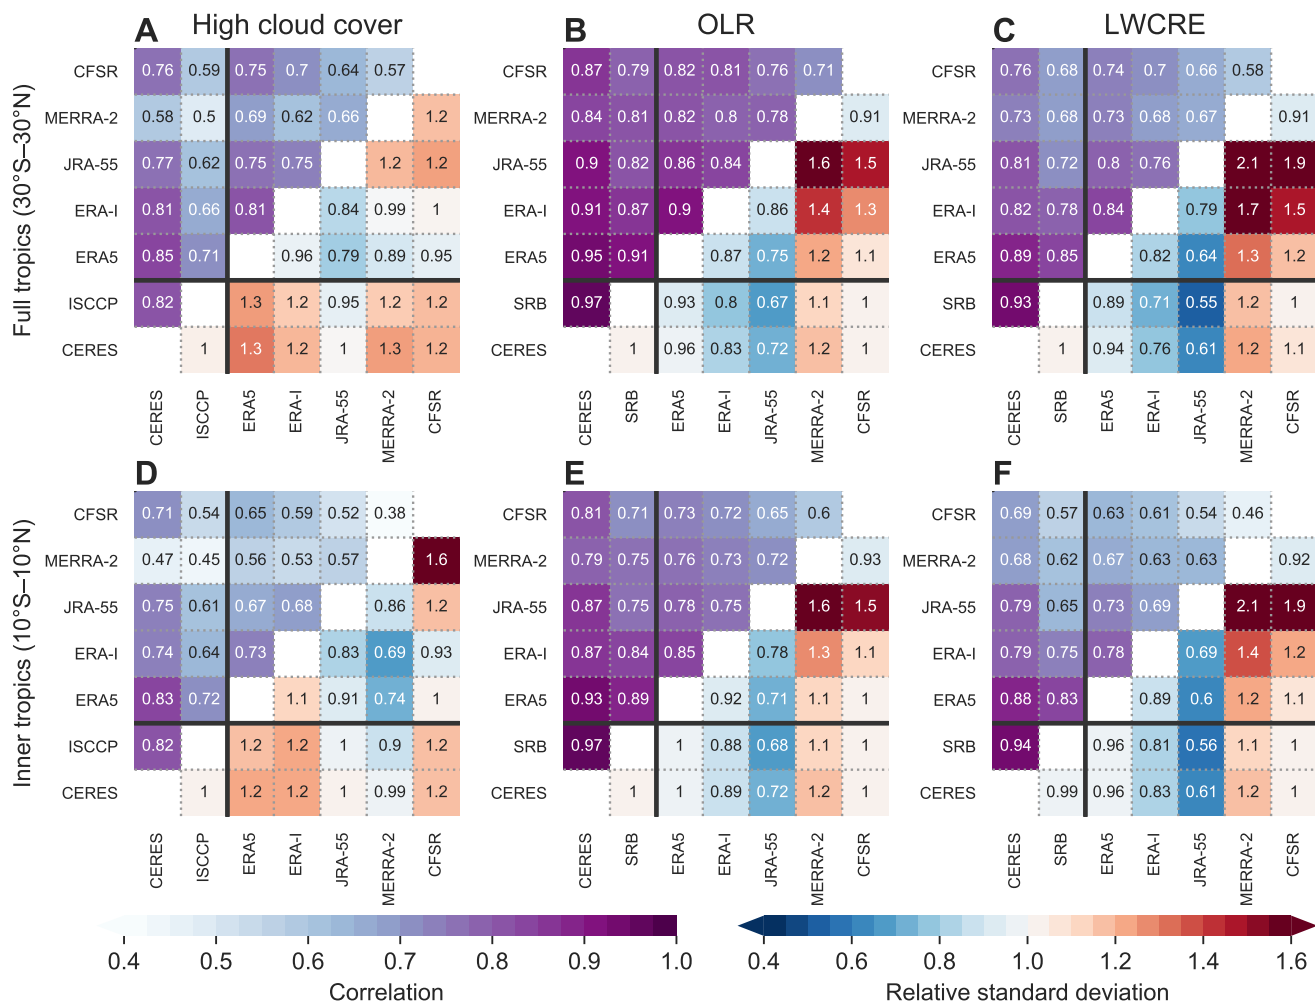 A High cloud cover
B OLR
C LWCRE
Full tropics (30°S–30°N)
CFSR 0.76 0.59 0.75 0.7 0.64 0.57
MERRA-2 0.58 0.5 0.69 0.62 0.66 1.2
JRA-55 0.77 0.62 0.75 0.75 1.2 1.2
ERA-I 0.81 0.66 0.81 0.84 0.99 1
ERA5 0.85 0.71 0.96 0.79 0.89 0.95
ISCCP 0.82 1.3 1.2 0.95 1.2 1.2
CERES 1 1.3 1.2 1 1.3 1.2
CERES ISCCP ERA5 ERA-I JRA-55 MERRA-2 CFSR
CFSR 0.87 0.79 0.82 0.81 0.76 0.71
MERRA-2 0.84 0.81 0.82 0.8 0.78 0.91
JRA-55 0.9 0.82 0.86 0.84 1.6 1.5
ERA-I 0.91 0.87 0.9 0.86 1.4 1.3
ERA5 0.95 0.91 0.87 0.75 1.2 1.1
SRB 0.97 0.93 0.8 0.67 1.1 1
CERES 1 0.96 0.83 0.72 1.2 1
CERES SRB ERA5 ERA-I JRA-55 MERRA-2 CFSR
CFSR 0.76 0.68 0.74 0.7 0.66 0.58
MERRA-2 0.73 0.68 0.73 0.68 0.67 0.91
JRA-55 0.81 0.72 0.8 0.76 2.1 1.9
ERA-I 0.82 0.78 0.84 0.79 1.7 1.5
ERA5 0.89 0.85 0.82 0.64 1.3 1.2
SRB 0.93 0.89 0.71 0.55 1.2 1
CERES 1 0.94 0.76 0.61 1.2 1.1
CERES SRB ERA5 ERA-I JRA-55 MERRA-2 CFSR
Inner tropics (10°S–10°N)
D
CFSR 0.71 0.54 0.65 0.59 0.52 0.38
MERRA-2 0.47 0.45 0.56 0.53 0.57 1.6
JRA-55 0.75 0.61 0.67 0.68 0.86 1.2
ERA-I 0.74 0.64 0.73 0.83 0.69 0.93
ERA5 0.83 0.72 1.1 0.91 0.74 1
ISCCP 0.82 1.2 1.2 1 0.9 1.2
CERES 1 1.2 1.2 1 0.99 1.2
CERES ISCCP ERA5 ERA-I JRA-55 MERRA-2 CFSR
E
CFSR 0.81 0.71 0.73 0.72 0.65 0.6
MERRA-2 0.79 0.75 0.76 0.73 0.72 0.93
JRA-55 0.87 0.75 0.78 0.75 1.6 1.5
ERA-I 0.87 0.84 0.85 0.78 1.3 1.1
ERA5 0.93 0.89 0.92 0.71 1.1 1
SRB 0.97 1 0.88 0.68 1.1 1
CERES 1 1 0.89 0.72 1.2 1
CERES SRB ERA5 ERA-I JRA-55 MERRA-2 CFSR
F
CFSR 0.69 0.57 0.63 0.61 0.54 0.46
MERRA-2 0.68 0.62 0.67 0.63 0.63 0.92
JRA-55 0.79 0.65 0.73 0.69 2.1 1.9
ERA-I 0.79 0.75 0.78 0.69 1.4 1.2
ERA5 0.88 0.83 0.89 0.6 1.2 1.1
SRB 0.94 0.96 0.81 0.56 1.1 1
CERES 0.99 0.96 0.83 0.61 1.2 1
CERES SRB ERA5 ERA-I JRA-55 MERRA-2 CFSR
0.4 0.5 0.6 0.7 0.8 0.9 1.0
Correlation
0.4 0.6 0.8 1.0 1.2 1.4 1.6
Relative standard deviation